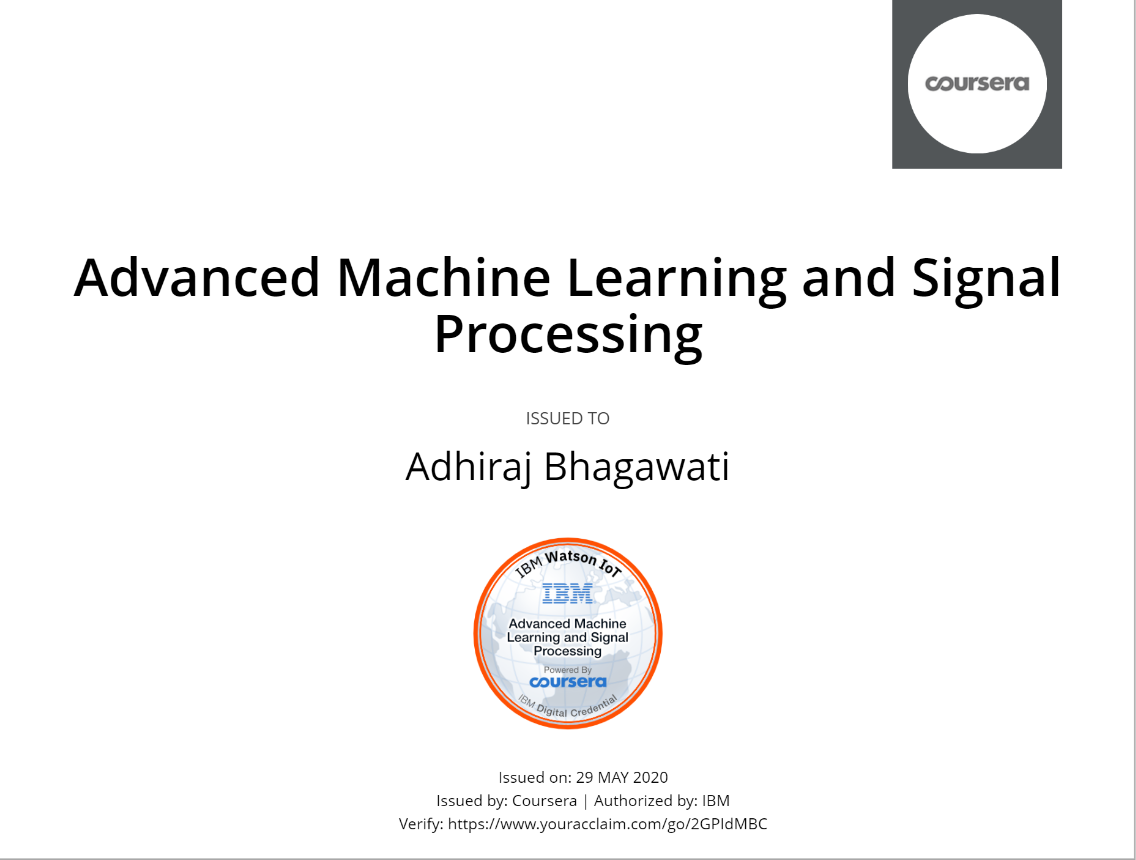 coursera
Advanced Machine Learning and Signal
Processing
ISSUED TO
Adhiraj Bhagawati
IBM Watson IoT
IBM
Advanced Machine
Learning and Signal
Processing
Powered By
coursera
IBM Digital Credential
Issued on: 29 MAY 2020
Issued by: Coursera | Authorized by: IBM
Verify: https://www.youracclaim.com/go/2GPIdMBC